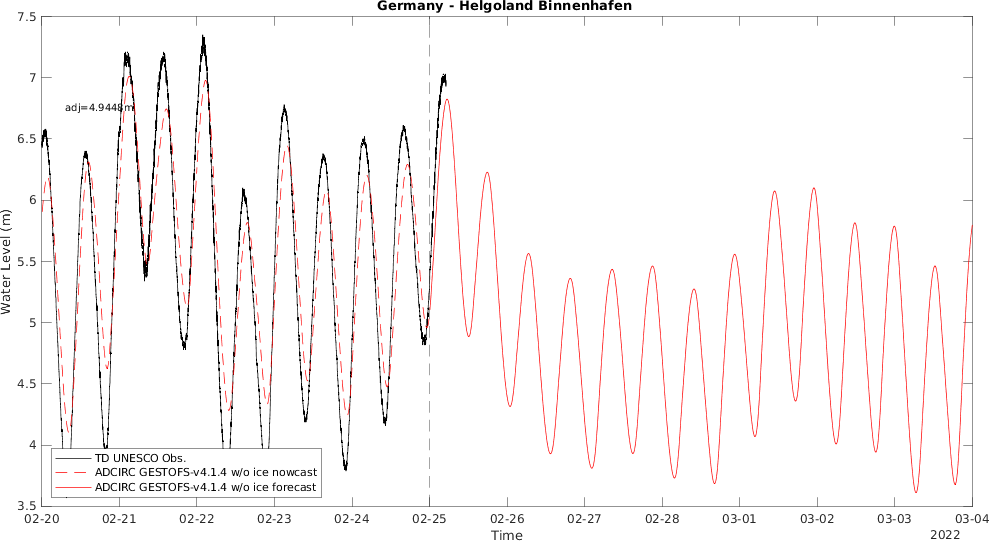 Germany - Helgoland Binnenhafen
7.5
7
6.5
6
5.5
5
4.5
4
3.5
Water Level (m)
adj=4.9448m
TD UNESCO Obs.
ADCIRC GESTOFS-v4.1.4 w/o ice nowcast
ADCIRC GESTOFS-v4.1.4 w/o ice forecast
02-20 02-21 02-22 02-23 02-24 02-25 02-26 02-27 02-28 03-01 03-02 03-03 03-04
Time
2022